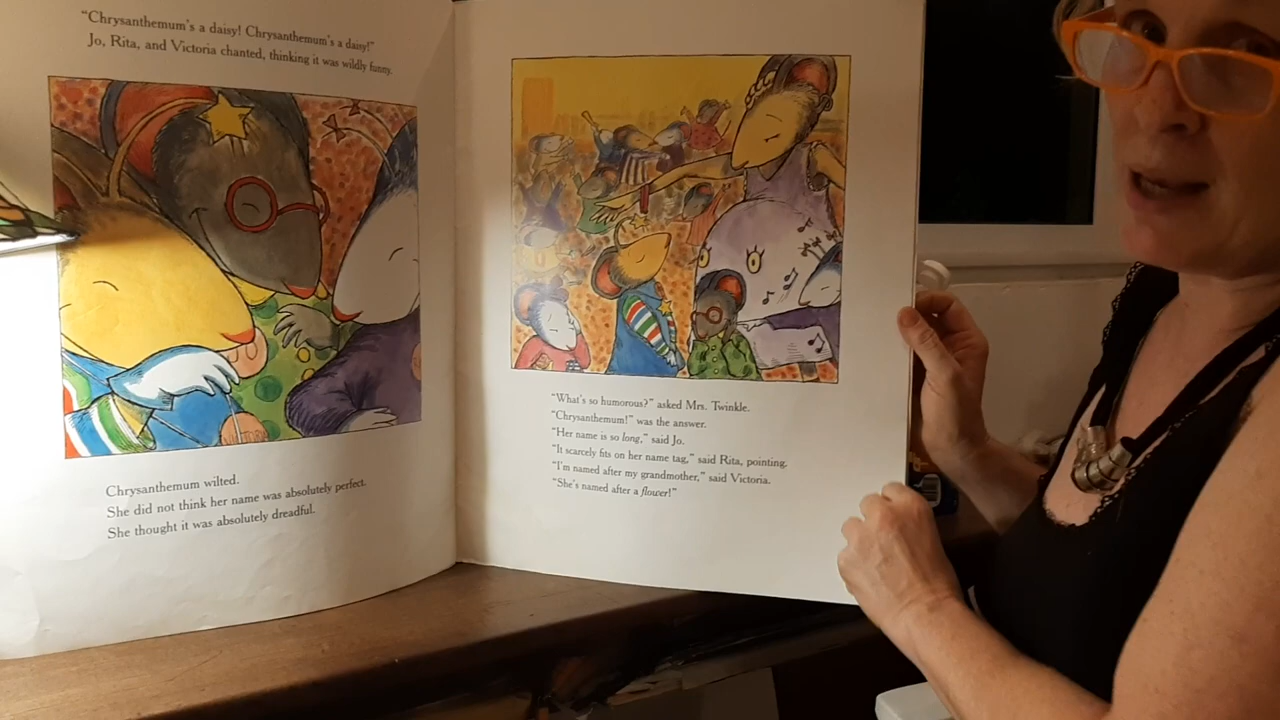 “Chrysanthemum's a daisy! Chrysanthemum's a daisy!”
Jo, Rita, and Victoria chanted, thinking it was wildly funny.
Chrysanthemum wilted.
She did not think her name was absolutely perfect.
She thought it was absolutely dreadful.
“What's so humorous?” asked Mrs. Twinkle.
“Chrysanthemum!” was the answer.
“Her name is so long,” said Jo.
“It scarcely fits on her name tag,” said Rita, pointing.
“I'm named after my grandmother,” said Victoria.
“She's named after a flower!”